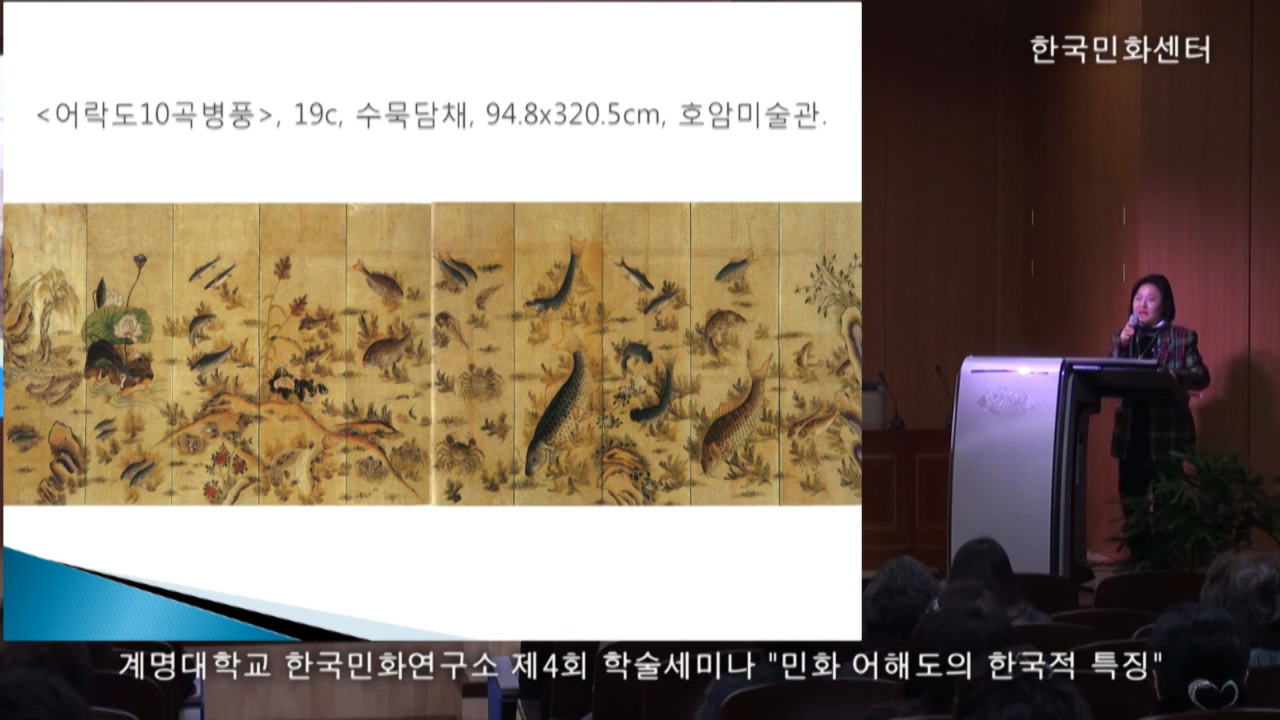 한국민화센터
<어락도10곡병풍>, 19c, 수묵담채, 94.8x320.5cm, 호암미술관.
계명대학교 한국민화연구소 제4회 학술세미나 "민화 어해도의 한국적 특징"